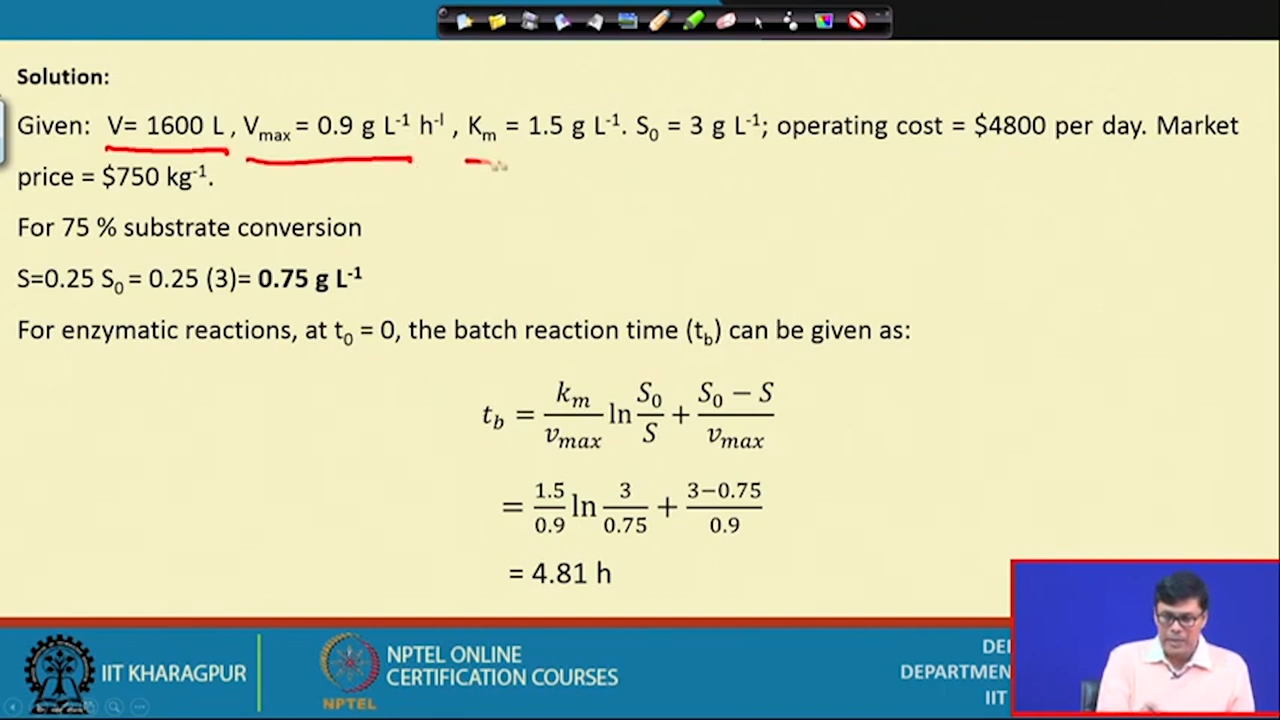 Solution:
Given: V= 1600 L , Vmax = 0.9 g L-1 h-l , Km = 1.5 g L-1. S0 = 3 g L-1; operating cost = $4800 per day. Market
price = $750 kg-1.
For 75 % substrate conversion
S=0.25 S0 = 0.25 (3)= 0.75 g L-1
For enzymatic reactions, at t0 = 0, the batch reaction time (tb) can be given as:
tb = km/vmax ln S0/S + S0 − S/vmax
= 1.5/0.9 ln 3/0.75 + 3−0.75/0.9
= 4.81 h
IIT KHARAGPUR
NPTEL
NPTEL ONLINE
CERTIFICATION COURSES
DEPARTMEN
IIT